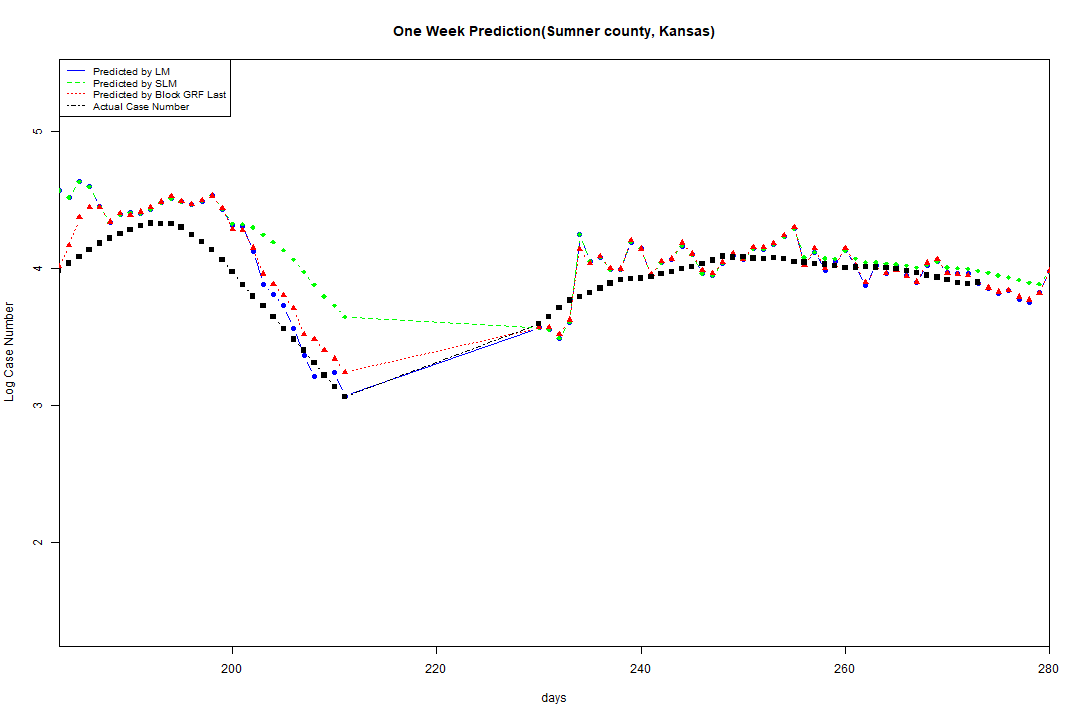 One Week Prediction(Sumner county, Kansas)
Predicted by LM
Predicted by SLM
Predicted by Block GRF Last
Actual Case Number
5
4
3
2
Log Case Number
200 220 240 260 280
days